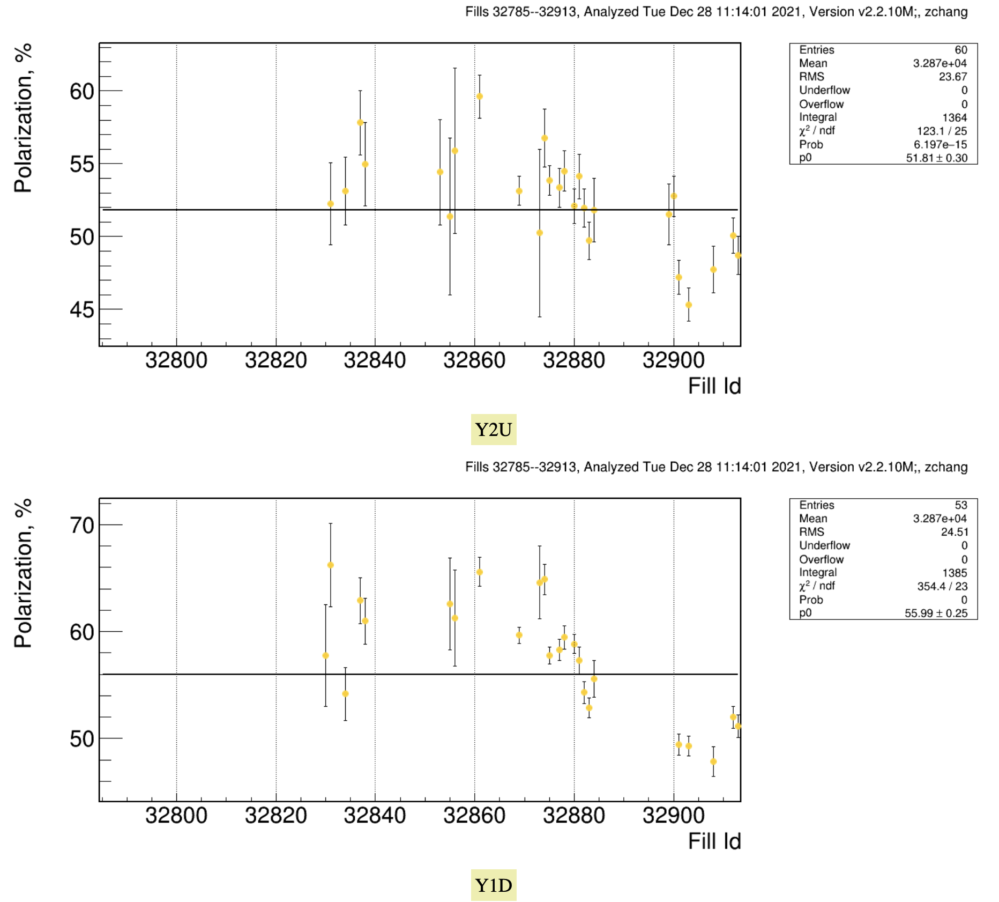 Fills 32785--32913, Analyzed Tue Dec 28 11:14:01 2021, Version v2.2.10M;, zchang
Polarization, %
60
55
50
45
32800 32820 32840 32860 32880 32900
Fill Id
Entries 60
Mean 3.287e+04
RMS 23.67
Underflow 0
Overflow 0
Integral 1364
χ² / ndf 123.1 / 25
Prob 6.197e−15
p0 51.81 ± 0.30
Y2U
Fills 32785--32913, Analyzed Tue Dec 28 11:14:01 2021, Version v2.2.10M;, zchang
Polarization, %
70
60
50
32800 32820 32840 32860 32880 32900
Fill Id
Entries 53
Mean 3.287e+04
RMS 24.51
Underflow 0
Overflow 0
Integral 1385
χ² / ndf 354.4 / 23
Prob 0
p0 55.99 ± 0.25
Y1D